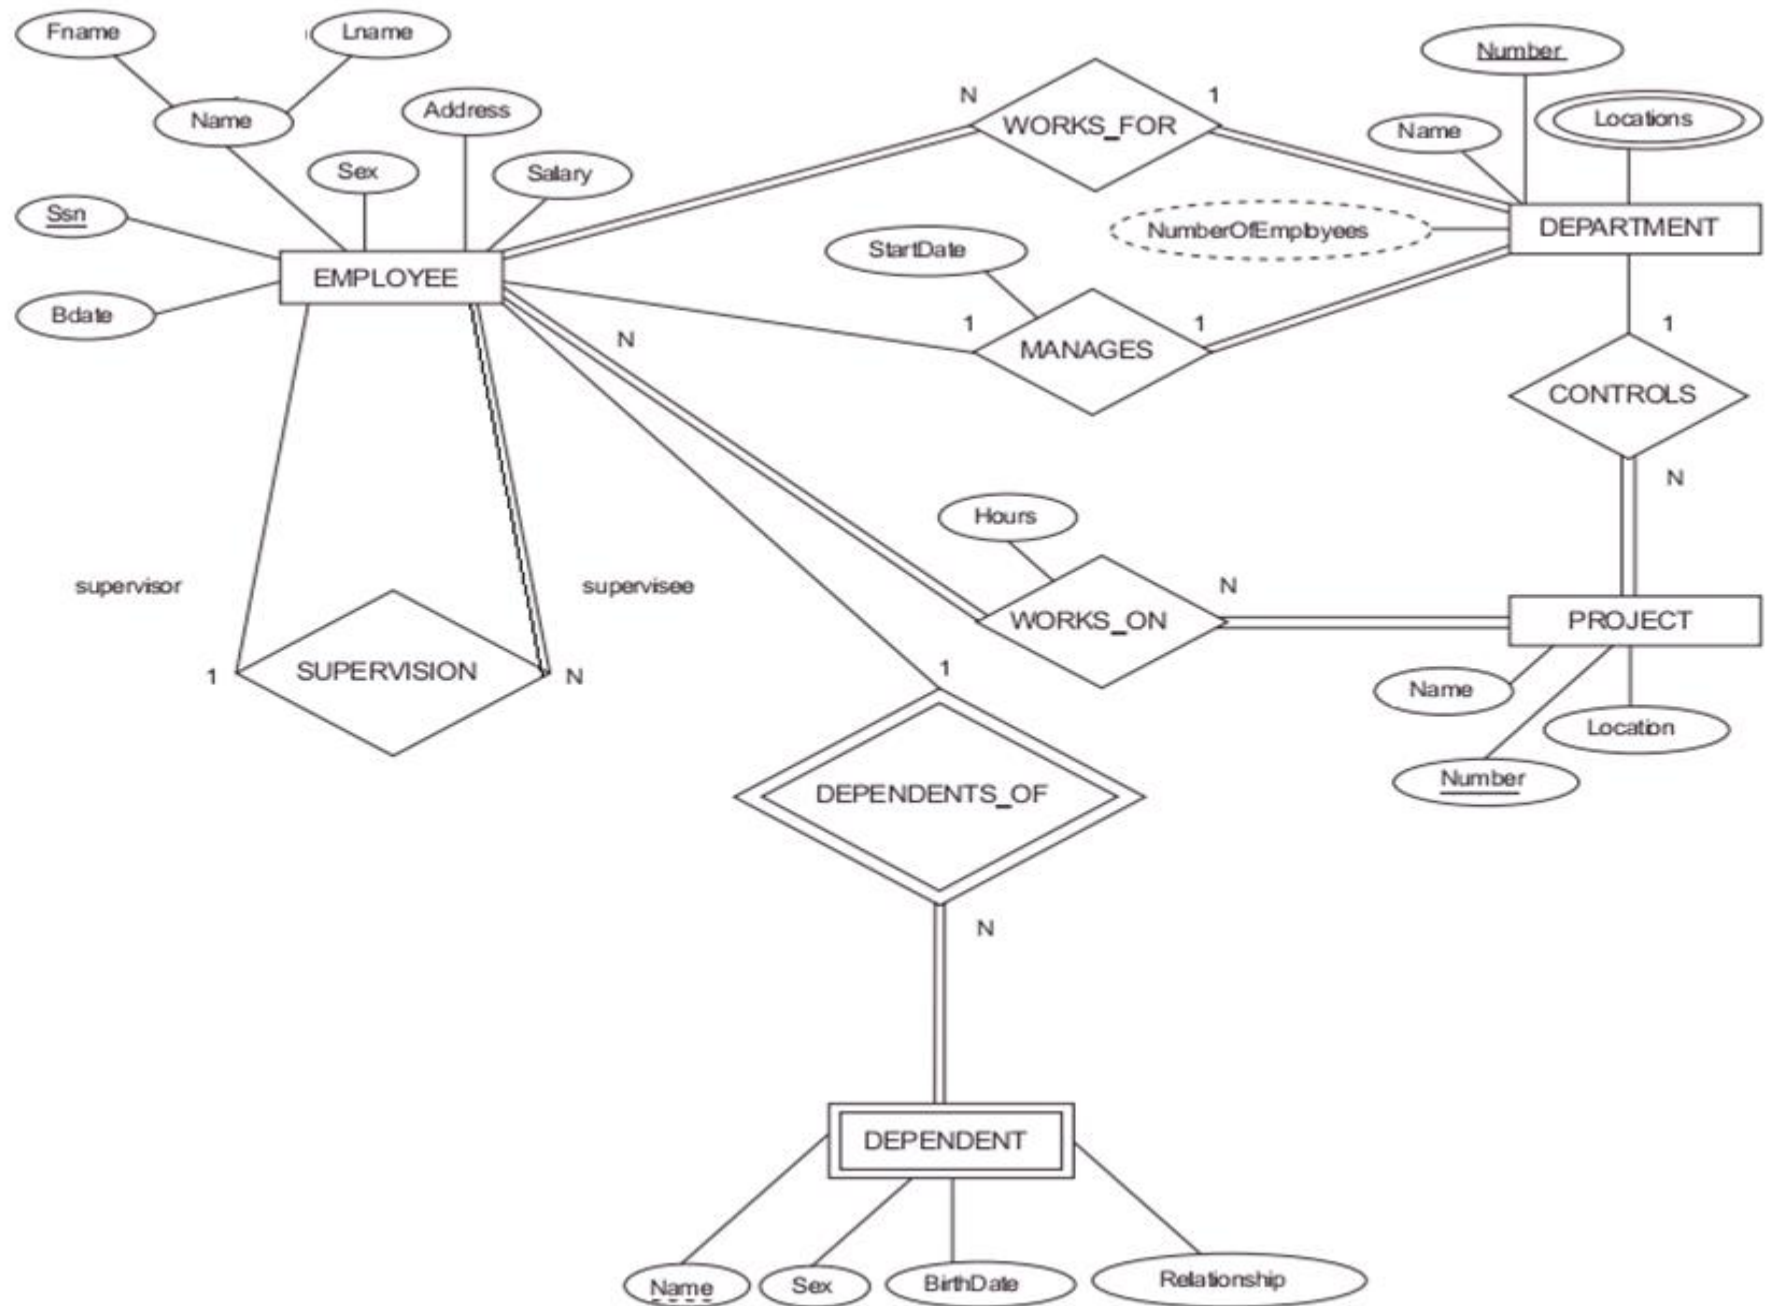 Fname
Lname
Number
Name
Address
N
1
WORKS_FOR
Name
Locations
Sex
Salary
Ssn
NumberOfEmployees
DEPARTMENT
StartDate
EMPLOYEE
Bdate
N
1
MANAGES
1
1
CONTROLS
N
Hours
supervisor
supervisee
N
WORKS_ON
PROJECT
1
SUPERVISION
N
1
Name
Location
Number
DEPENDENTS_OF
N
DEPENDENT
Name
Sex
BirthDate
Relationship